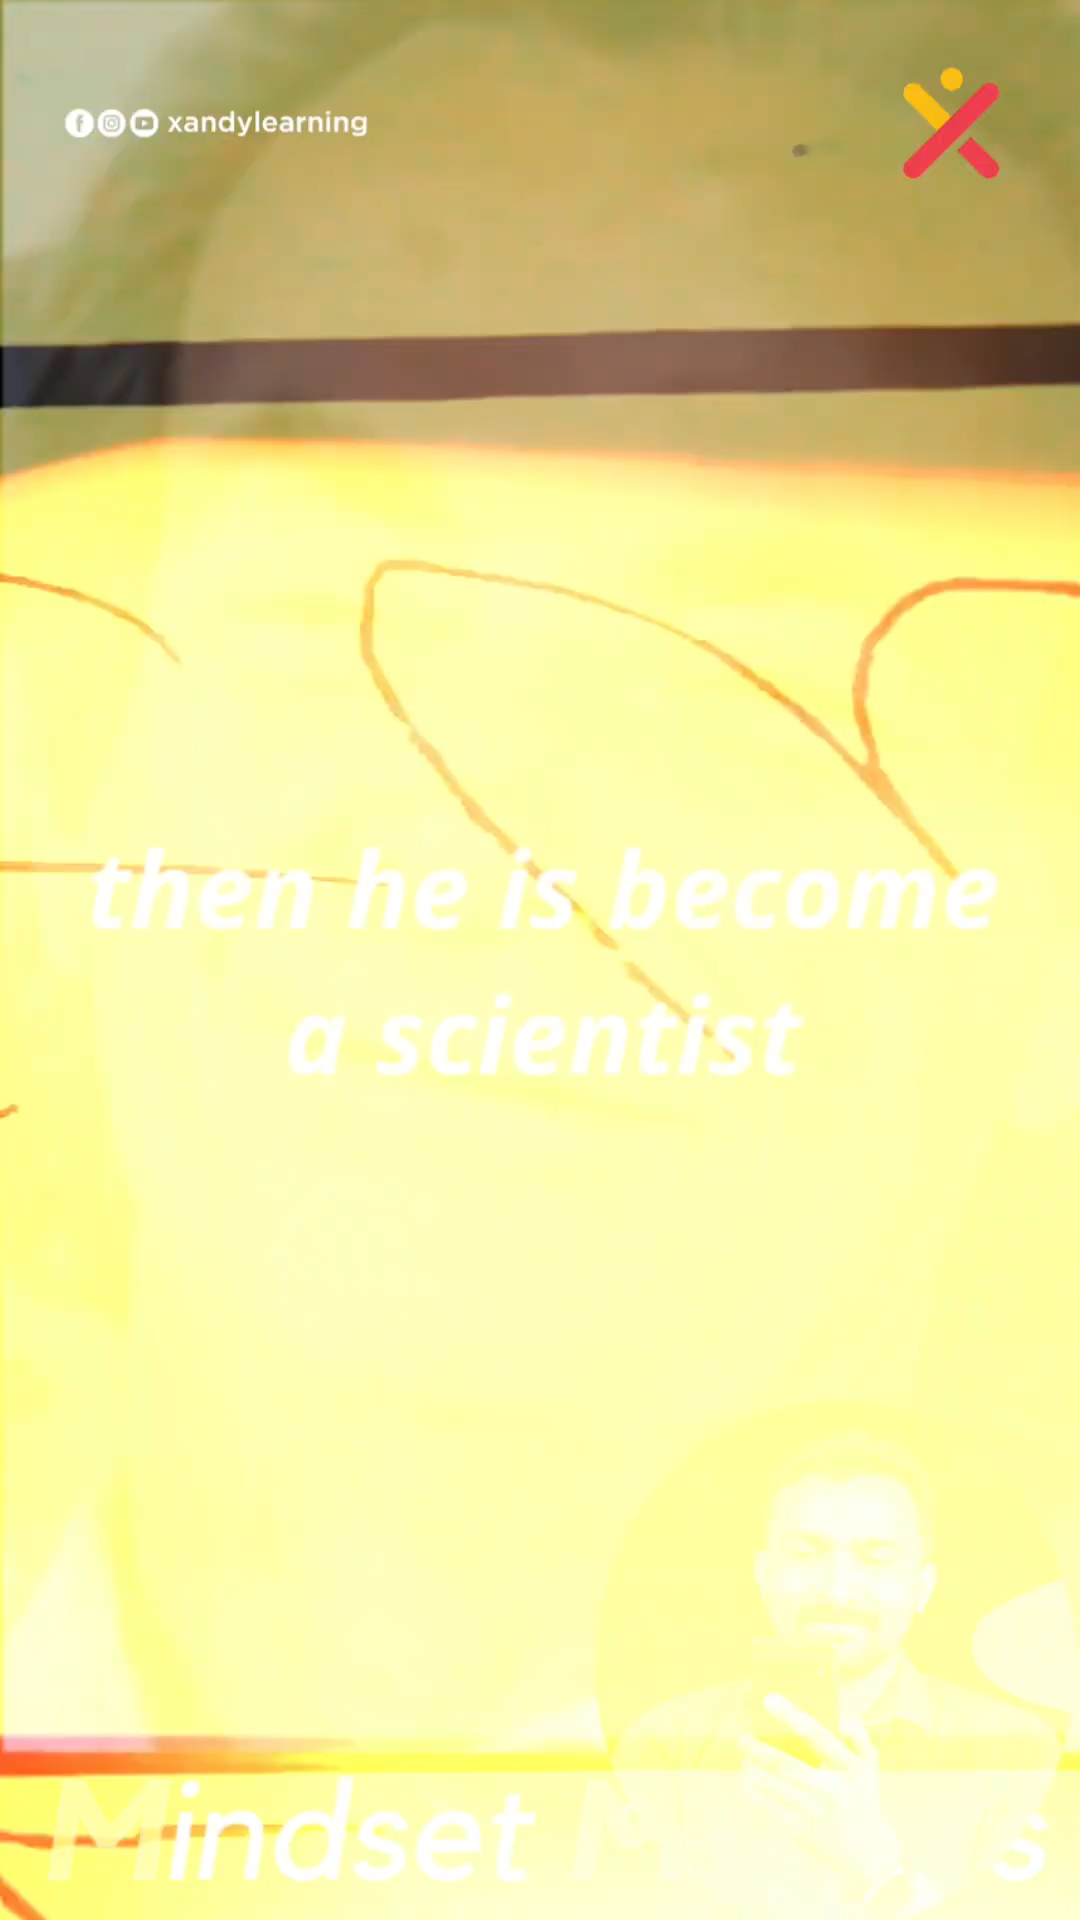 xandylearning
then he is become
a scientist
Mindset